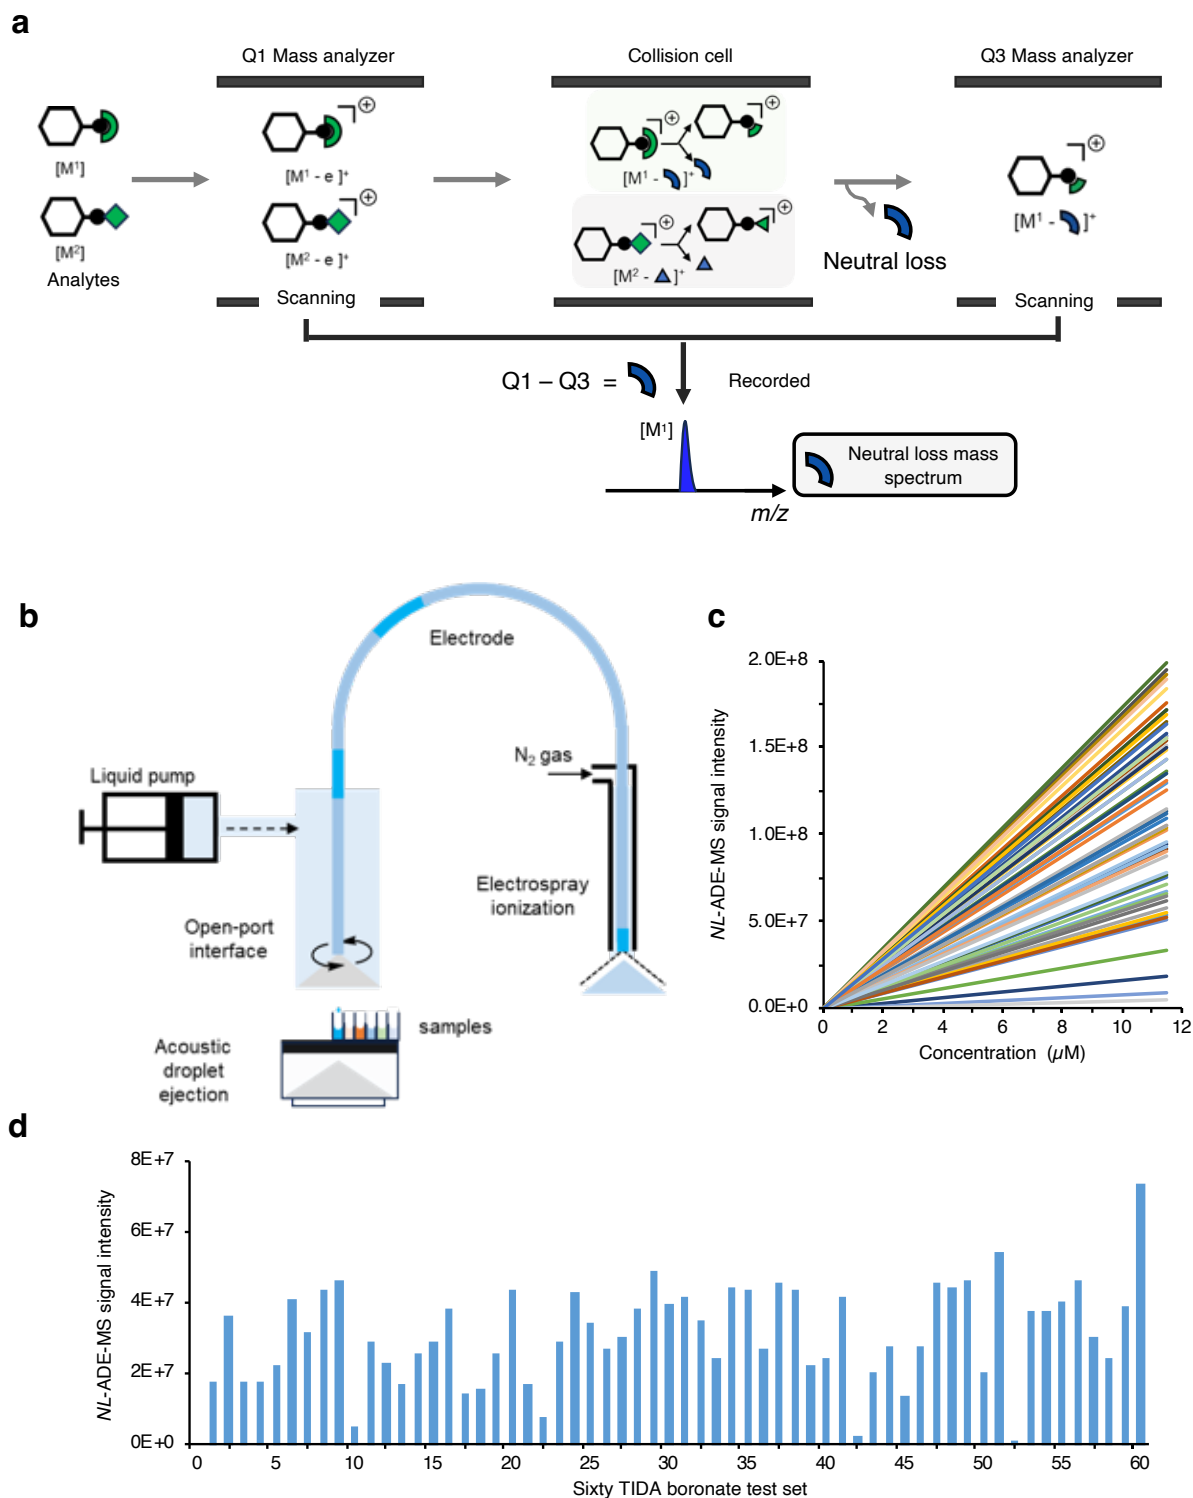 a
Q1 Mass analyzer
Collision cell
Q3 Mass analyzer
[M¹]
[M¹ - e ]⁺
[M¹ - ]⁺
[M¹ - ]⁺
[M²]
[M² - e ]⁺
[M² - ]⁺
Analytes
Neutral loss
Scanning
Scanning
Q1 – Q3 =
Recorded
[M¹]
Neutral loss mass
spectrum
m/z
b
Electrode
N₂ gas
Liquid pump
Electrospray
ionization
Open-port
interface
samples
Acoustic
droplet
ejection
c
NL-ADE-MS signal intensity
2.0E+8
1.5E+8
1.0E+8
5.0E+7
0.0E+0
0 2 4 6 8 10 12
Concentration (µM)
d
NL-ADE-MS signal intensity
8E+7
6E+7
4E+7
2E+7
0E+0
0 5 10 15 20 25 30 35 40 45 50 55 60
Sixty TIDA boronate test set